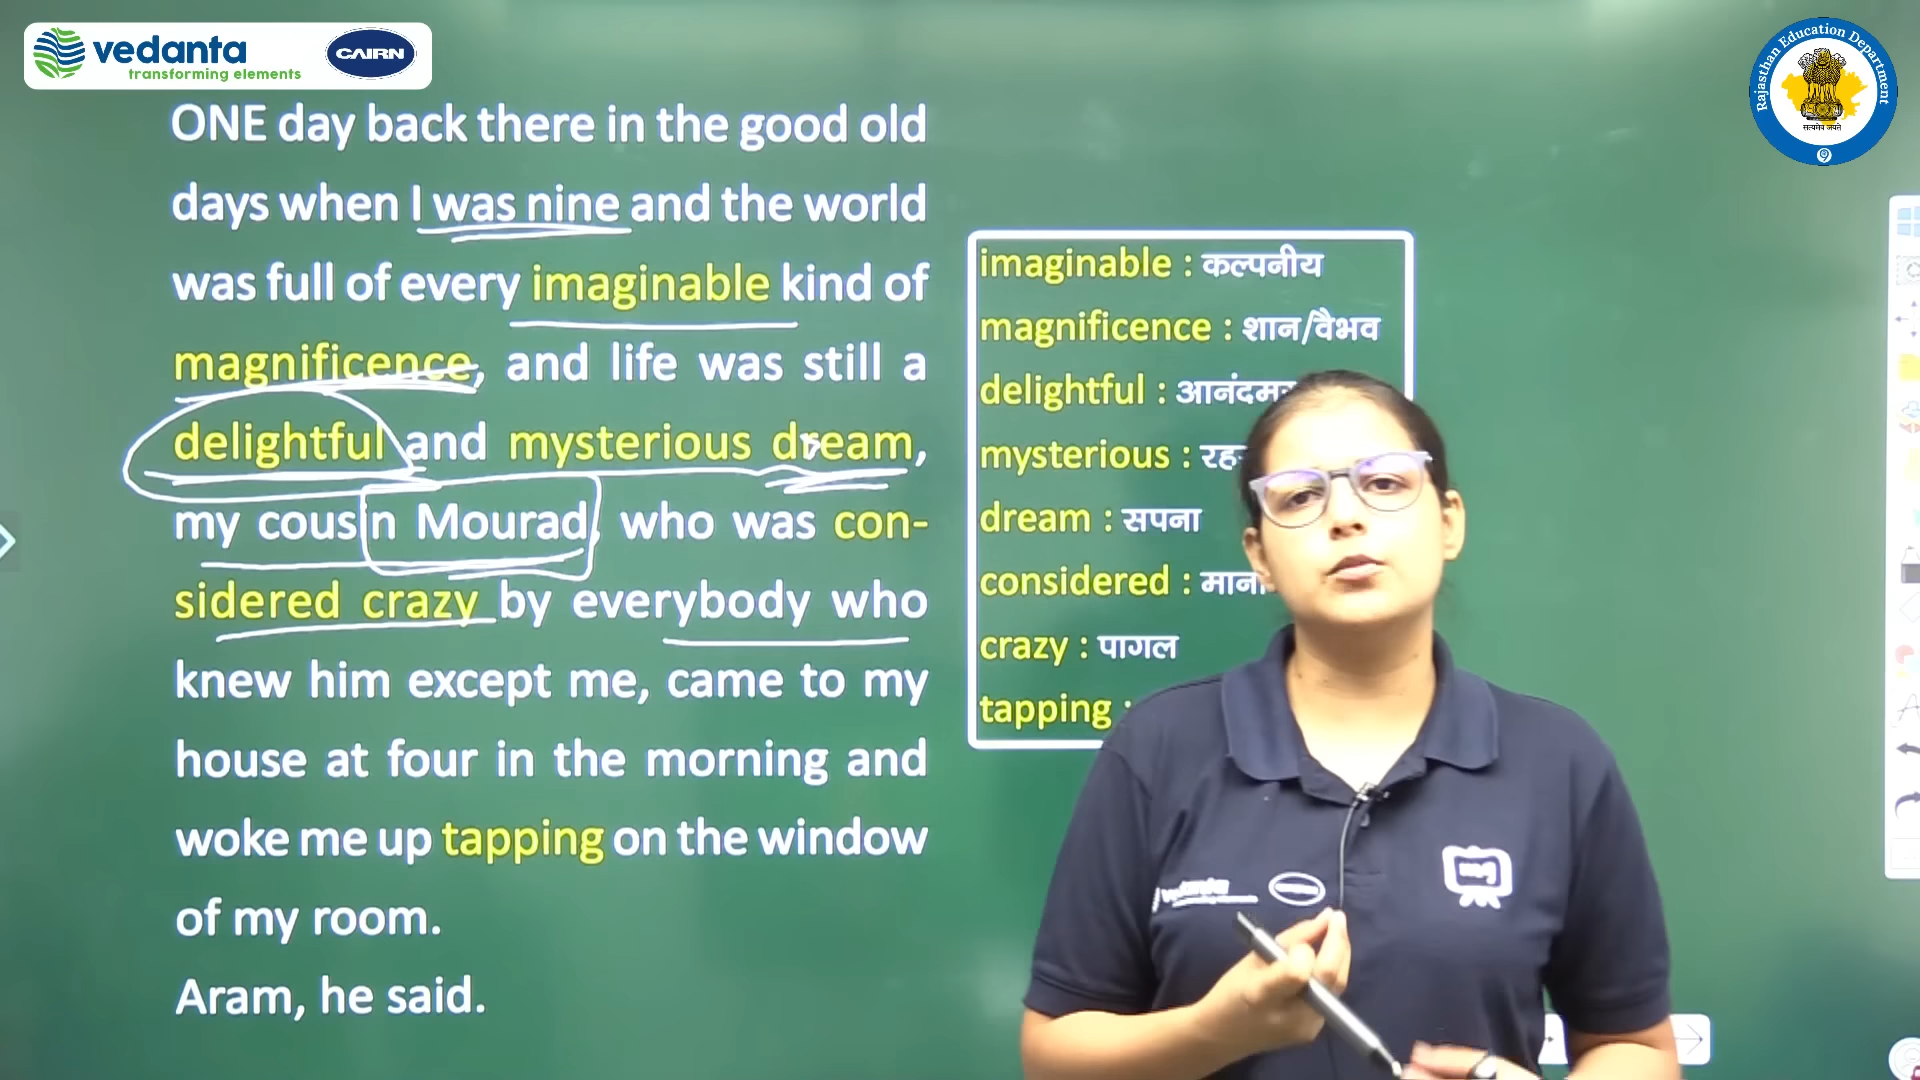 vedanta
transforming elements
CAIRN
Rajasthan Education Department
सत्यमेव जयते
ONE day back there in the good old
days when I was nine and the world
was full of every imaginable kind of
magnificence, and life was still a
delightful and mysterious dream,
my cousin Mourad, who was con-
sidered crazy by everybody who
knew him except me, came to my
house at four in the morning and
woke me up tapping on the window
of my room.
Aram, he said.
imaginable : कल्पनीय
magnificence : शान/वैभव
delightful :
mysterious :
dream : सपना
considered :
crazy : पागल
tapping :